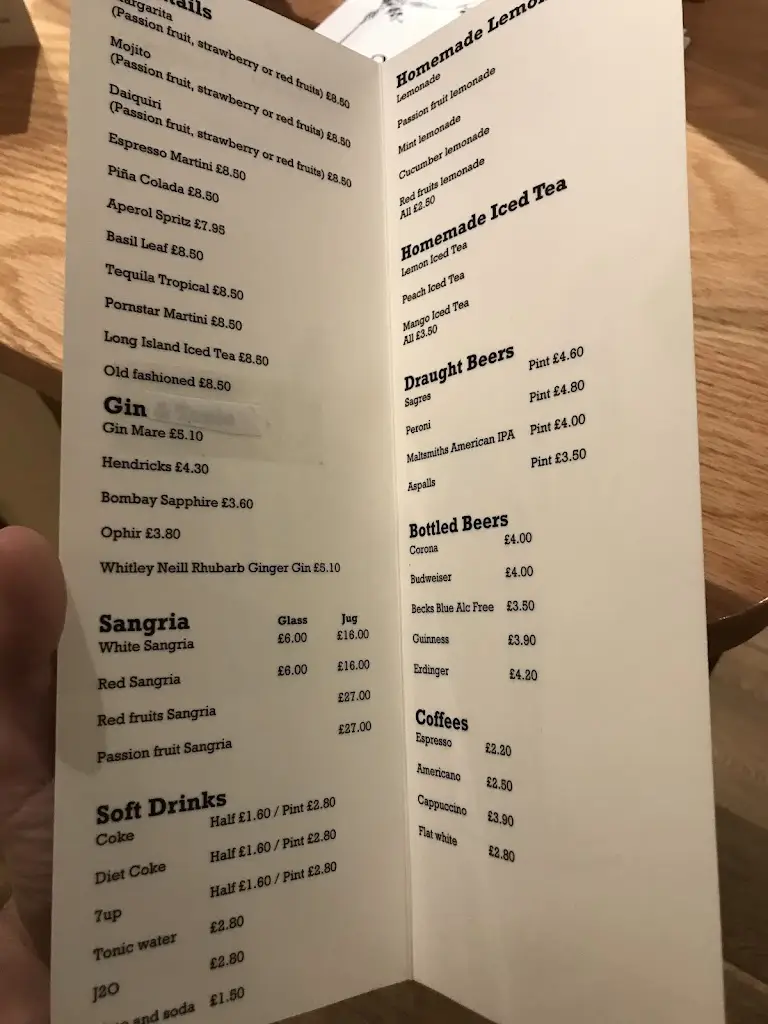 Margarita
(Passion fruit, strawberry or red fruits) £8.50
Mojito
(Passion fruit, strawberry or red fruits) £8.50
Daiquiri
(Passion fruit, strawberry or red fruits) £8.50
Espresso Martini £8.50
Piña Colada £8.50
Aperol Spritz £7.95
Basil Leaf £8.50
Tequila Tropical £8.50
Pornstar Martini £8.50
Long Island Iced Tea £8.50
Old fashioned £8.50
Gin
Gin Mare £5.10
Hendricks £4.30
Bombay Sapphire £3.60
Ophir £3.80
Whitley Neill Rhubarb Ginger Gin £5.10
Sangria Glass Jug
White Sangria £6.00 £16.00
Red Sangria £6.00 £16.00
Red fruits Sangria £27.00
Passion fruit Sangria £27.00
Soft Drinks
Coke Half £1.60 / Pint £2.80
Diet Coke Half £1.60 / Pint £2.80
7up Half £1.60 / Pint £2.80
Tonic water £2.80
J2O £2.80
and soda £1.50
Homemade
Lemonade
Passion fruit lemonade
Mint lemonade
Cucumber lemonade
Red fruits lemonade
All £2.80
Homemade Iced Tea
Lemon Iced Tea
Peach Iced Tea
Mango Iced Tea
All £3.50
Draught Beers
Sagres Pint £4.60
Peroni Pint £4.80
Maltsmiths American IPA Pint £4.00
Aspalls Pint £3.50
Bottled Beers
Corona £4.00
Budweiser £4.00
Becks Blue Alc Free £3.50
Guinness £3.90
Erdinger £4.20
Coffees
Espresso £2.20
Americano £2.50
Cappuccino £3.90
Flat white £2.80